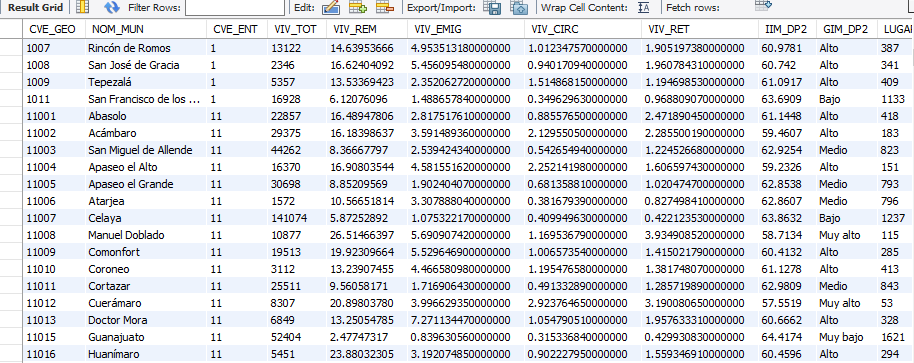 Result Grid Filter Rows: Edit: Export/Import: Wrap Cell Content: Fetch rows:
CVE_GEO NOM_MUN CVE_ENT VIV_TOT VIV_REM VIV_EMIG VIV_CIRC VIV_RET IIM_DP2 GIM_DP2 LUGAR
1007 Rincón de Romos 1 13122 14.63953666 4.953513180000000 1.012347570000000 1.905197380000000 60.9781 Alto 387
1008 San José de Gracia 1 2346 16.62404092 5.456095480000000 0.940170940000000 1.960784310000000 60.742 Alto 341
1009 Tepezalá 1 5357 13.53369423 2.352062720000000 1.514868150000000 1.194698530000000 61.0917 Alto 409
1011 San Francisco de los ... 1 16928 6.12076096 1.488657840000000 0.349629630000000 0.968809070000000 63.6909 Bajo 1133
11001 Abasolo 11 22857 16.48947806 2.817517610000000 0.885576500000000 2.471890450000000 61.1448 Alto 418
11002 Acámbaro 11 29375 16.18398637 3.591489360000000 2.129550500000000 2.285500190000000 59.4607 Alto 183
11003 San Miguel de Allende 11 44262 8.36667797 2.539424340000000 0.542654940000000 1.224526680000000 62.9254 Medio 823
11004 Apaseo el Alto 11 16370 16.90803544 4.581551620000000 2.252141980000000 1.606597430000000 59.2326 Alto 151
11005 Apaseo el Grande 11 30698 8.85209569 1.902404070000000 0.681358810000000 1.020474700000000 62.8538 Medio 793
11006 Atarjea 11 1572 10.56651814 3.307888040000000 0.381679390000000 0.827498410000000 62.8607 Medio 796
11007 Celaya 11 141074 5.87252892 1.075322170000000 0.409949630000000 0.422123530000000 63.8632 Bajo 1237
11008 Manuel Doblado 11 10877 26.51466397 5.690907420000000 1.169536790000000 3.934908520000000 58.7134 Muy alto 115
11009 Comonfort 11 19513 19.92309664 5.529646900000000 1.006573540000000 1.415021790000000 60.4132 Alto 285
11010 Coroneo 11 3112 13.23907455 4.466580980000000 1.195476580000000 1.381748070000000 61.1278 Alto 413
11011 Cortazar 11 25511 9.56058171 1.716906430000000 0.491332890000000 1.285719890000000 62.9809 Medio 843
11012 Cuerámaro 11 8307 20.89803780 3.996629350000000 2.923764650000000 3.190080650000000 57.5519 Muy alto 53
11013 Doctor Mora 11 6849 13.25054785 7.271134470000000 1.054790510000000 1.957633310000000 60.6662 Alto 328
11015 Guanajuato 11 52404 2.47747317 0.839630560000000 0.315336840000000 0.429930830000000 64.4174 Muy bajo 1621
11016 Huanímaro 11 5451 23.88032305 3.192074850000000 0.902227950000000 1.559346910000000 60.4596 Alto 294